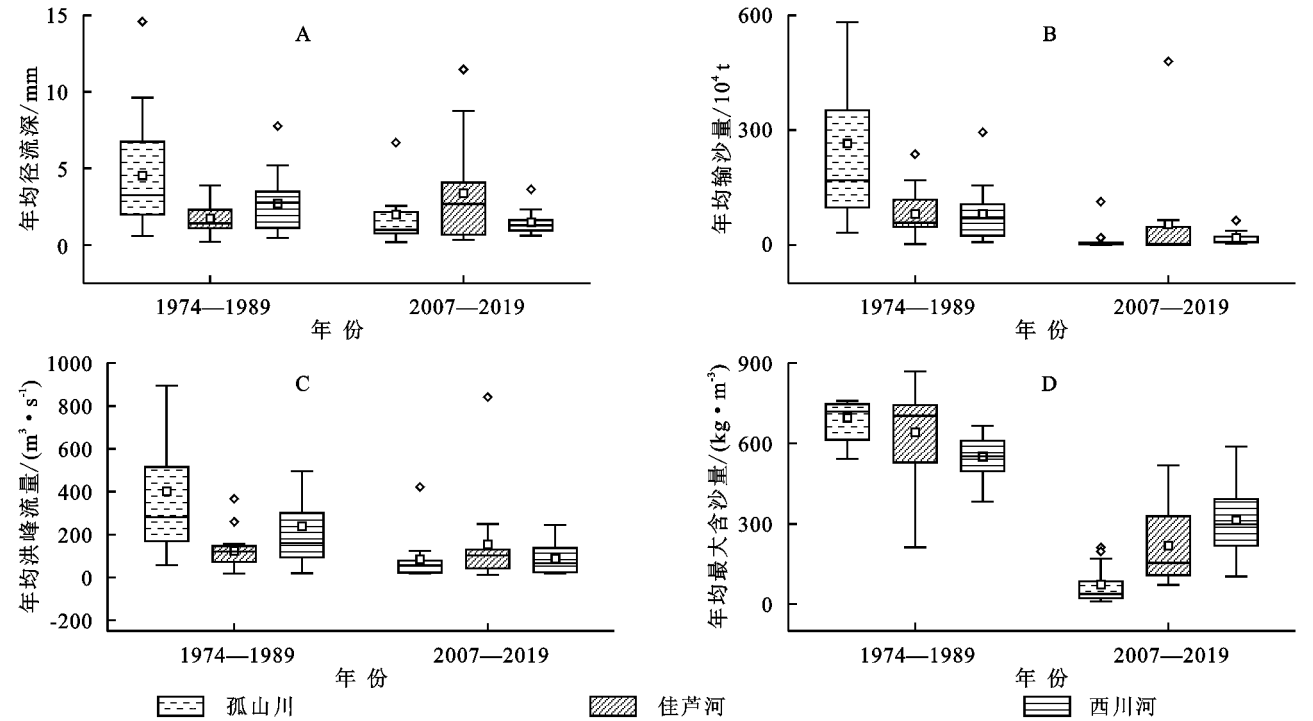 A
年均径流深/mm
15
10
5
0
1974—1989
2007—2019
年 份
B
年均输沙量/10⁴ t
600
300
0
1974—1989
2007—2019
年 份
C
年均洪峰流量/(m³·s⁻¹)
1000
800
600
400
200
0
-200
1974—1989
2007—2019
年 份
D
年均最大含沙量/(kg·m⁻³)
900
600
300
0
1974—1989
2007—2019
年 份
孤山川
佳芦河
西川河